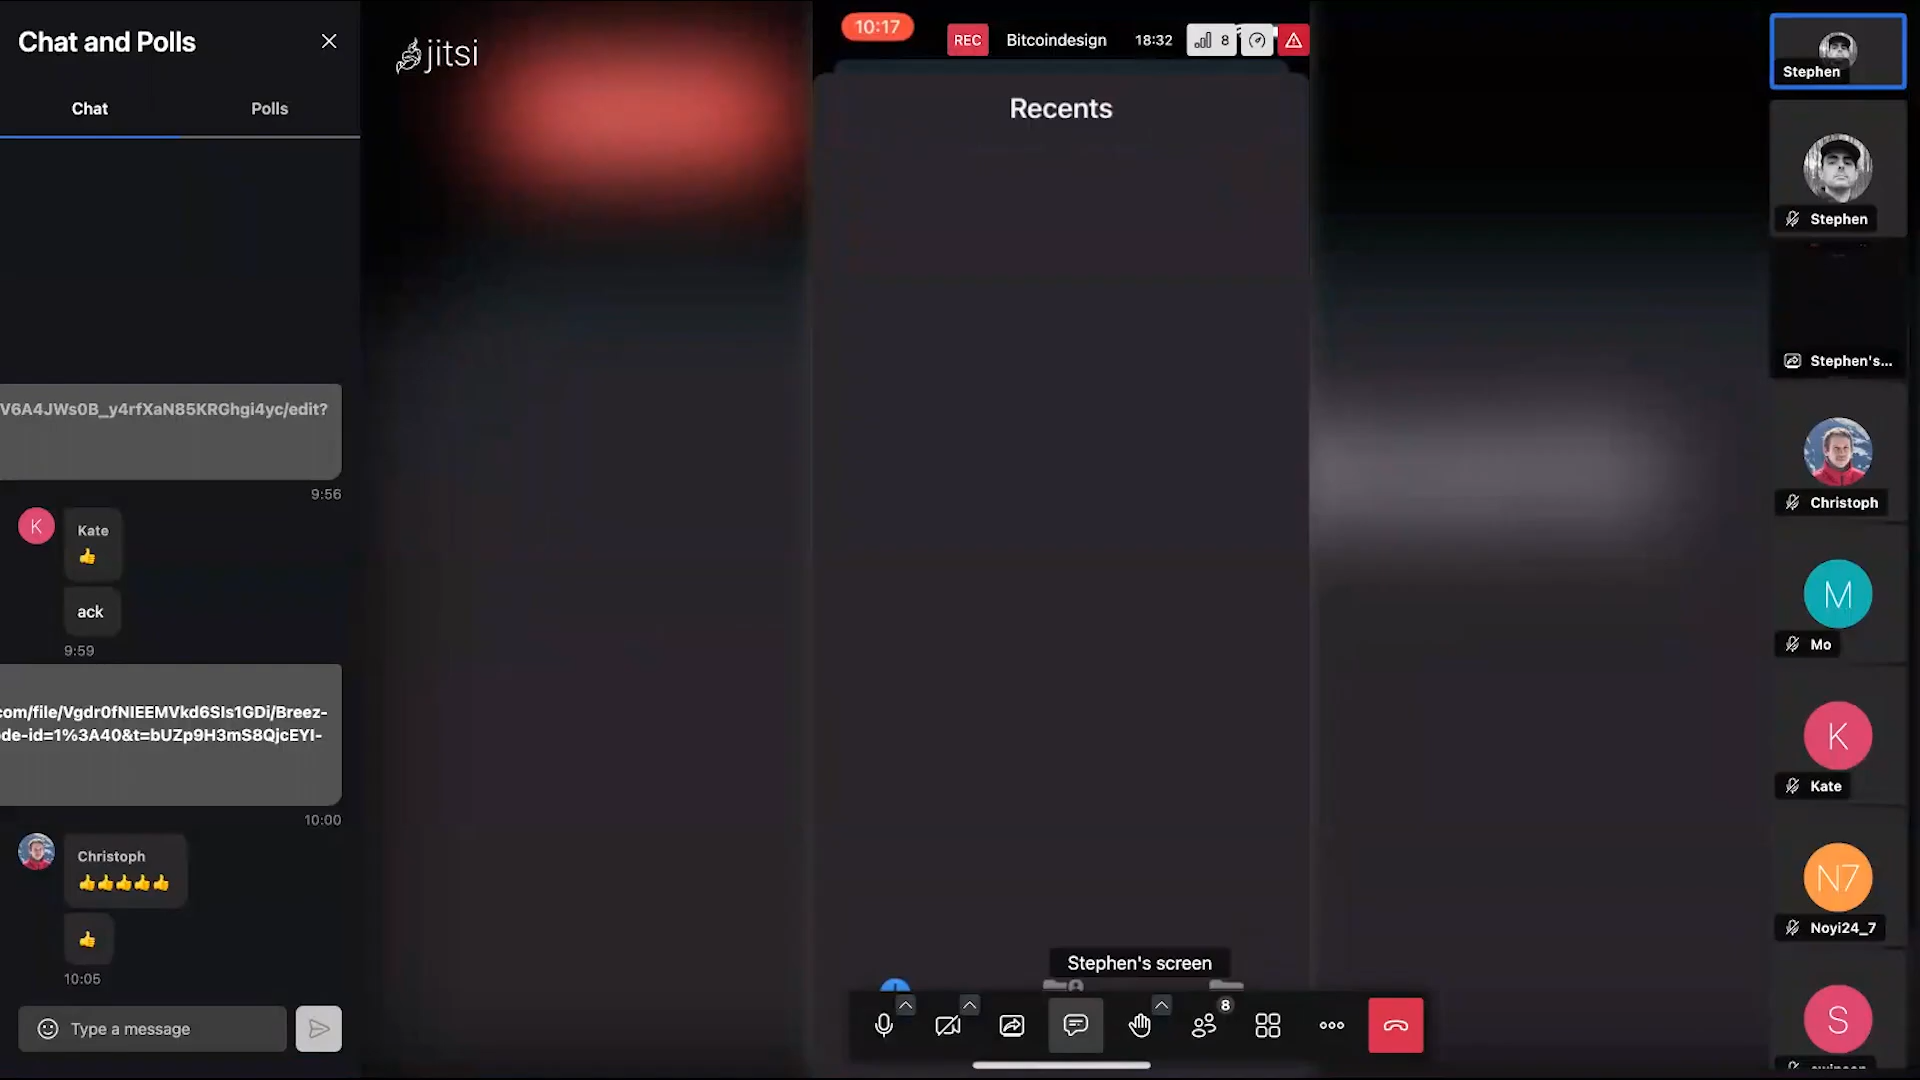 Chat and Polls
Chat
Polls
V6A4JWs0B_y4rfXaN85KRGhgi4yc/edit?
9:56
K
Kate
👍
ack
9:59
com/file/Vgdr0fNIEEMVkd6SIs1GDi/Breez-
de-id=1%3A40&t=bUZp9H3mS8QjcEYI-
10:00
Christoph
👍👍👍👍👍
👍
10:05
Type a message
jitsi
10:17
REC
Bitcoindesign
18:32
8
Recents
Stephen's screen
8
Stephen
Stephen
Stephen's...
Christoph
M
Mo
K
Kate
N7
Noyi24_7
S